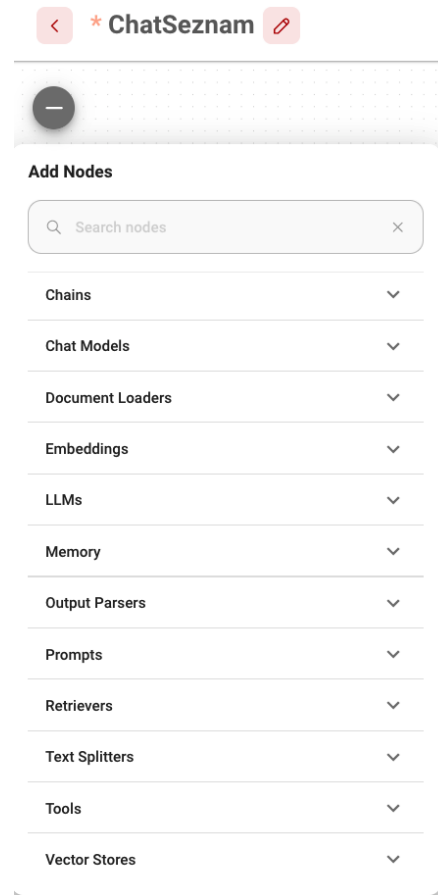 * ChatSeznam
Add Nodes
Search nodes
Chains
Chat Models
Document Loaders
Embeddings
LLMs
Memory
Output Parsers
Prompts
Retrievers
Text Splitters
Tools
Vector Stores